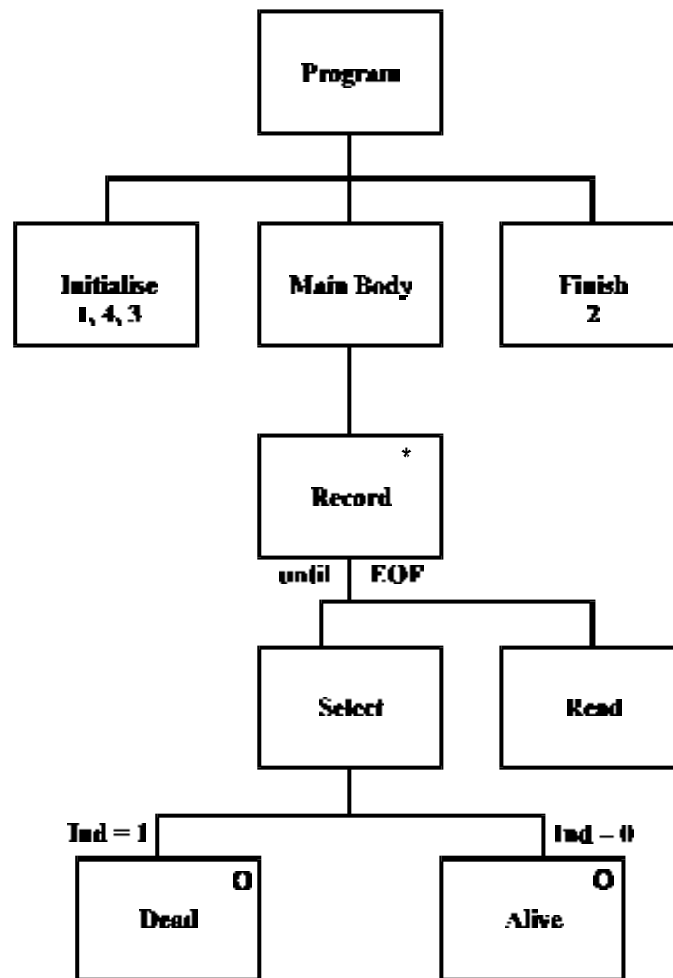 Program
Initialise
1, 4, 3
Main Body
Finish
2
*
Record
until EOF
Select
Read
Ind = 1
Ind = 0
O
Dead
O
Alive